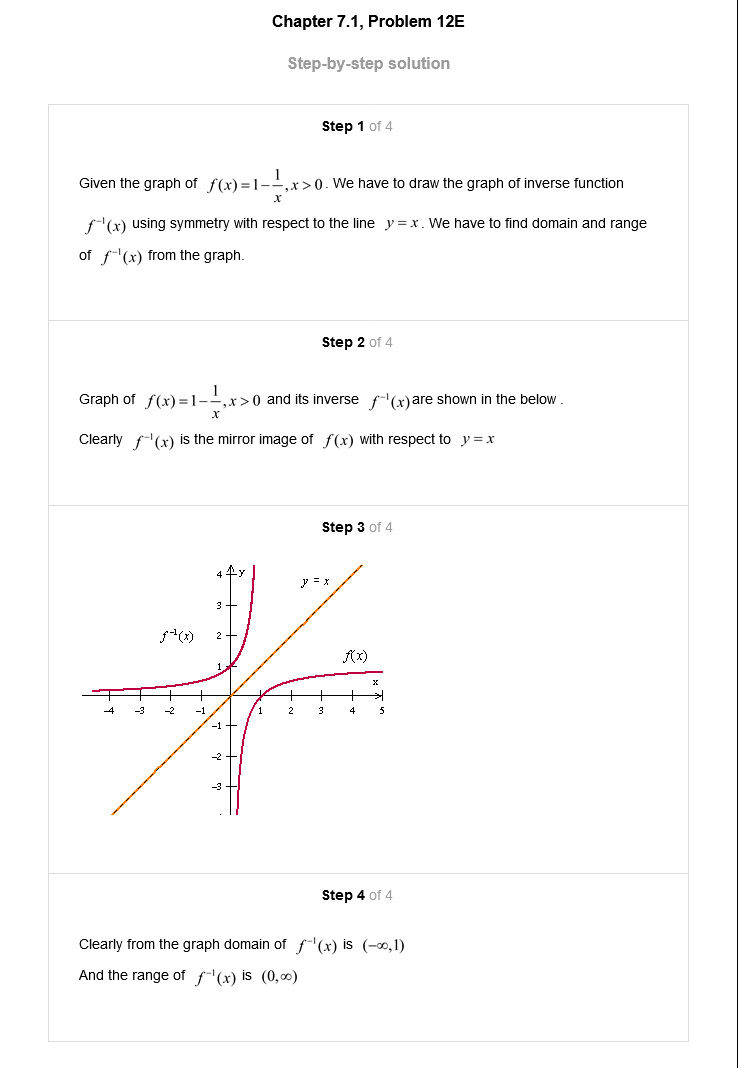 Chapter 7.1, Problem 12E
Step-by-step solution
Step 1 of 4
Given the graph of f(x)=1−1/x, x>0. We have to draw the graph of inverse function
f⁻¹(x) using symmetry with respect to the line y=x. We have to find domain and range
of f⁻¹(x) from the graph.
Step 2 of 4
Graph of f(x)=1−1/x, x>0 and its inverse f⁻¹(x) are shown in the below .
Clearly f⁻¹(x) is the mirror image of f(x) with respect to y=x
Step 3 of 4
4 y
y = x
3
f⁻¹(x) 2
f(x)
1
x
−4 −3 −2 −1 1 2 3 4 5
−1
−2
−3
Step 4 of 4
Clearly from the graph domain of f⁻¹(x) is (−∞,1)
And the range of f⁻¹(x) is (0,∞)